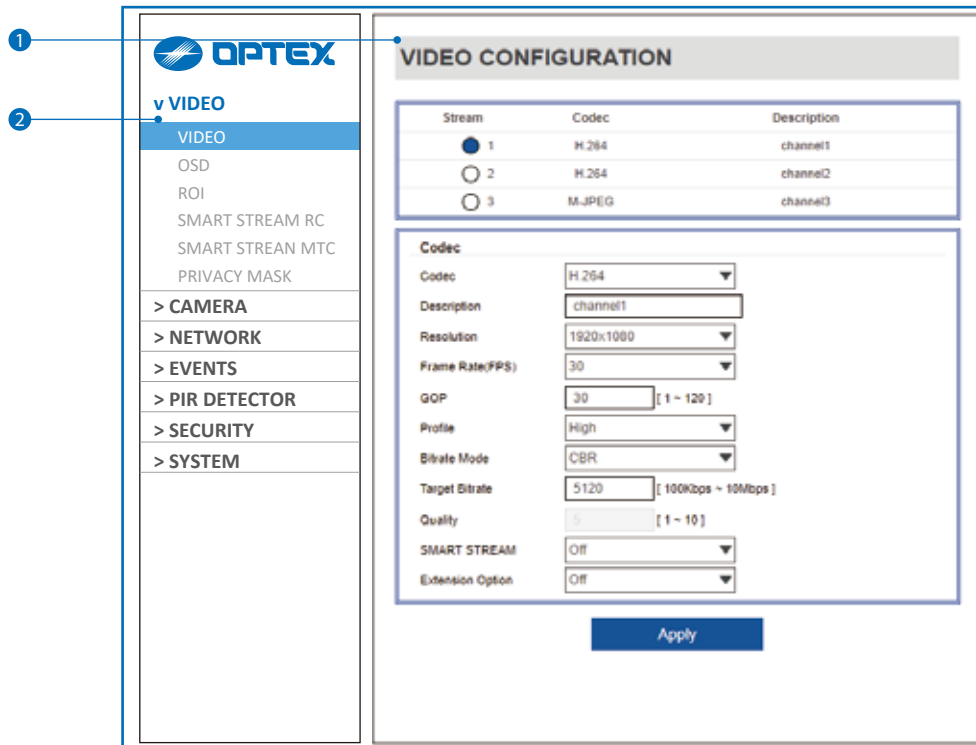 1
2
OPTEX
v VIDEO
VIDEO
OSD
ROI
SMART STREAM RC
SMART STREAN MTC
PRIVACY MASK
> CAMERA
> NETWORK
> EVENTS
> PIR DETECTOR
> SECURITY
> SYSTEM
VIDEO CONFIGURATION
Stream Codec Description
1 H.264 channel1
2 H.264 channel2
3 M-JPEG channel3
Codec
Codec H.264
Description channel1
Resolution 1920x1080
Frame Rate(FPS) 30
GOP 30 [ 1 ~ 120 ]
Profile High
Bitrate Mode CBR
Target Bitrate 5120 [ 100Kbps ~ 10Mbps ]
Quality 5 [ 1 ~ 10 ]
SMART STREAM Off
Extension Option Off
Apply